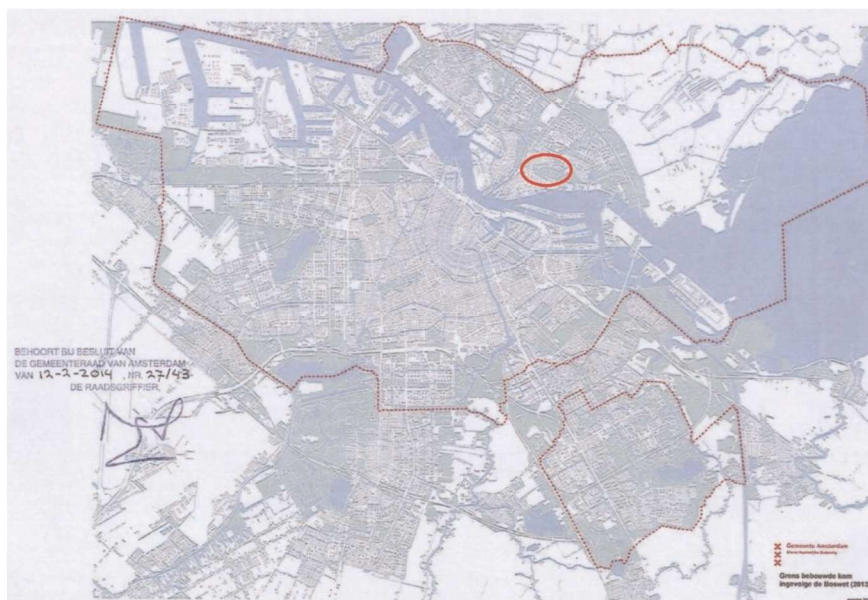 BEHOORT BIJ BESLUIT VAN
DE GEMEENTERAAD VAN AMSTERDAM
VAN 12-2-2014, NR. 27/43
DE RAADSGRIFFIER,
Gemeente Amsterdam
Grens bebouwde kom
ingevolge de Boswet (2013